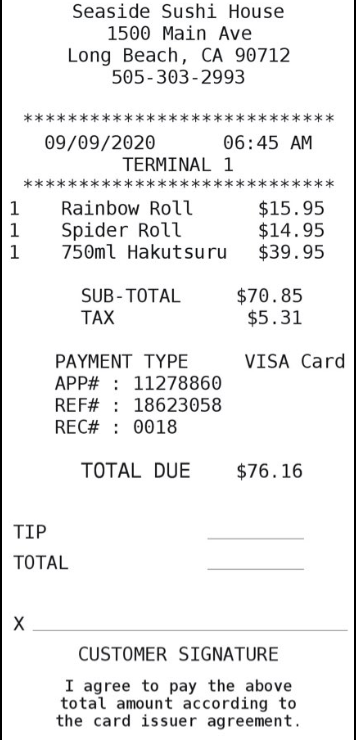 Seaside Sushi House
1500 Main Ave
Long Beach, CA 90712
505-303-2993
****************************
09/09/2020 06:45 AM
TERMINAL 1
****************************
1 Rainbow Roll $15.95
1 Spider Roll $14.95
1 750ml Hakutsuru $39.95
SUB-TOTAL $70.85
TAX $5.31
PAYMENT TYPE VISA Card
APP# : 11278860
REF# : 18623058
REC# : 0018
TOTAL DUE $76.16
TIP
TOTAL
X
CUSTOMER SIGNATURE
I agree to pay the above
total amount according to
the card issuer agreement.